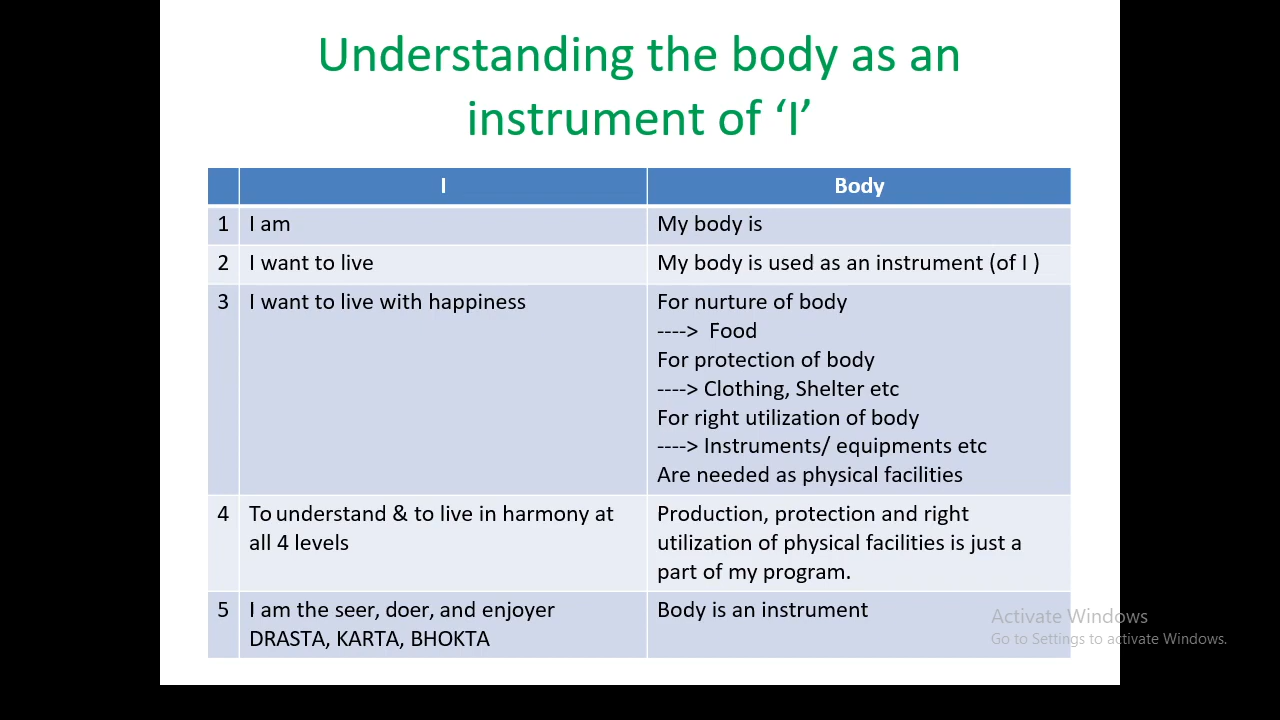 Understanding the body as an
instrument of ‘I’
I Body
1 I am My body is
2 I want to live My body is used as an instrument (of I )
3 I want to live with happiness For nurture of body
----> Food
For protection of body
----> Clothing, Shelter etc
For right utilization of body
----> Instruments/ equipments etc
Are needed as physical facilities
4 To understand & to live in harmony at
all 4 levels
Production, protection and right
utilization of physical facilities is just a
part of my program.
5 I am the seer, doer, and enjoyer
DRASTA, KARTA, BHOKTA
Body is an instrument
Activate Windows
Go to Settings to activate Windows.